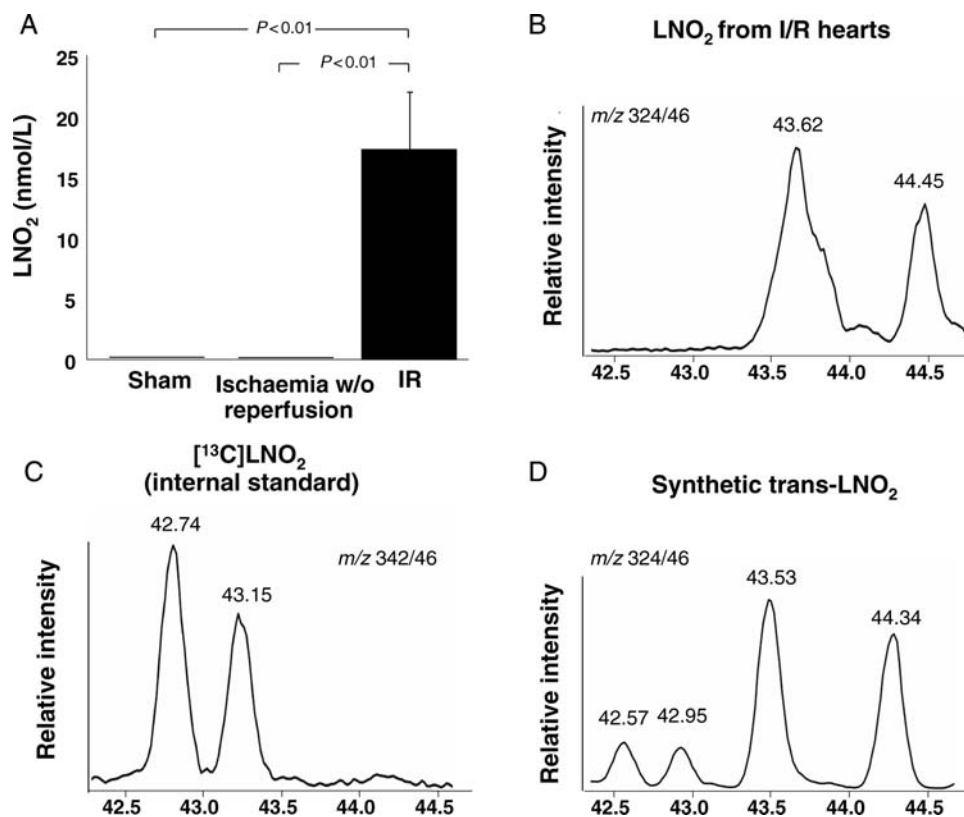 A
P<0.01
P<0.01
25
20
15
10
5
0
LNO₂ (nmol/L)
Sham
Ischaemia w/o
reperfusion
IR
B
LNO₂ from I/R hearts
m/z 324/46
43.62
44.45
Relative intensity
42.5 43.0 43.5 44.0 44.5
C
[¹³C]LNO₂
(internal standard)
42.74
m/z 342/46
43.15
Relative intensity
42.5 43.0 43.5 44.0 44.5
D
Synthetic trans-LNO₂
m/z 324/46
43.53
44.34
42.57
42.95
Relative intensity
42.5 43.0 43.5 44.0 44.5